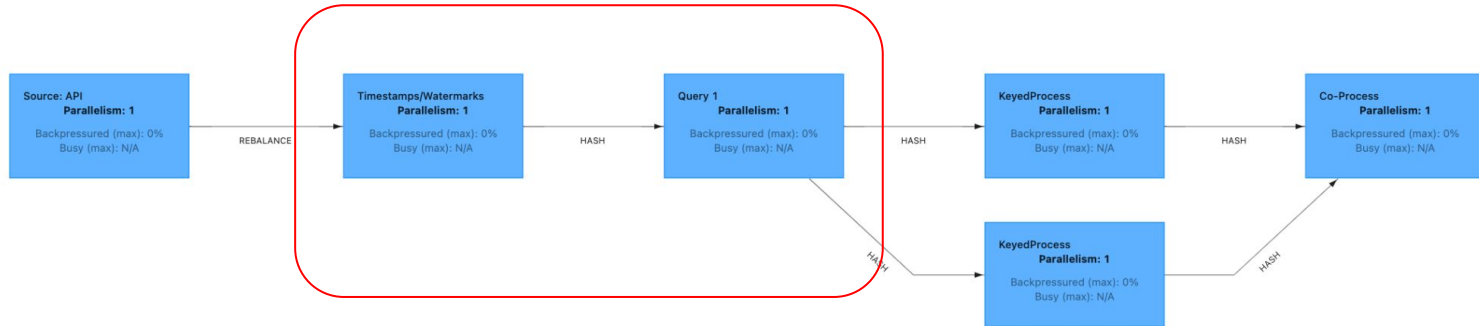 Source: API
Parallelism: 1
Backpressured (max): 0%
Busy (max): N/A
REBALANCE
Timestamps/Watermarks
Parallelism: 1
Backpressured (max): 0%
Busy (max): N/A
HASH
Query 1
Parallelism: 1
Backpressured (max): 0%
Busy (max): N/A
HASH
KeyedProcess
Parallelism: 1
Backpressured (max): 0%
Busy (max): N/A
HASH
Co-Process
Parallelism: 1
Backpressured (max): 0%
Busy (max): N/A
HASH
KeyedProcess
Parallelism: 1
Backpressured (max): 0%
Busy (max): N/A
HASH